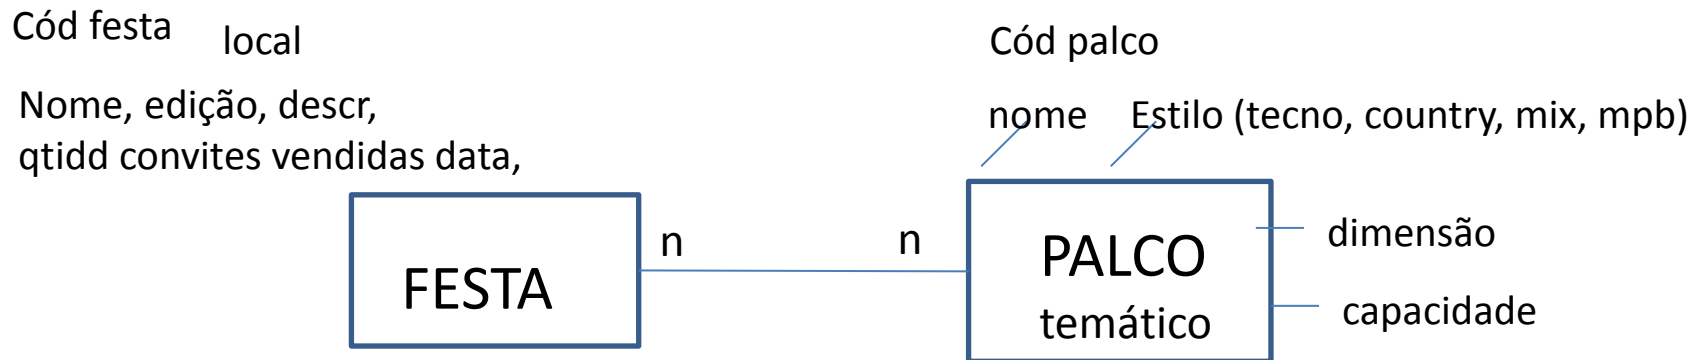 Cód festa local
Nome, edição, descr,
qtidd convites vendidas data,
FESTA
n
n
Cód palco
nome Estilo (tecno, country, mix, mpb)
PALCO
temático
dimensão
capacidade